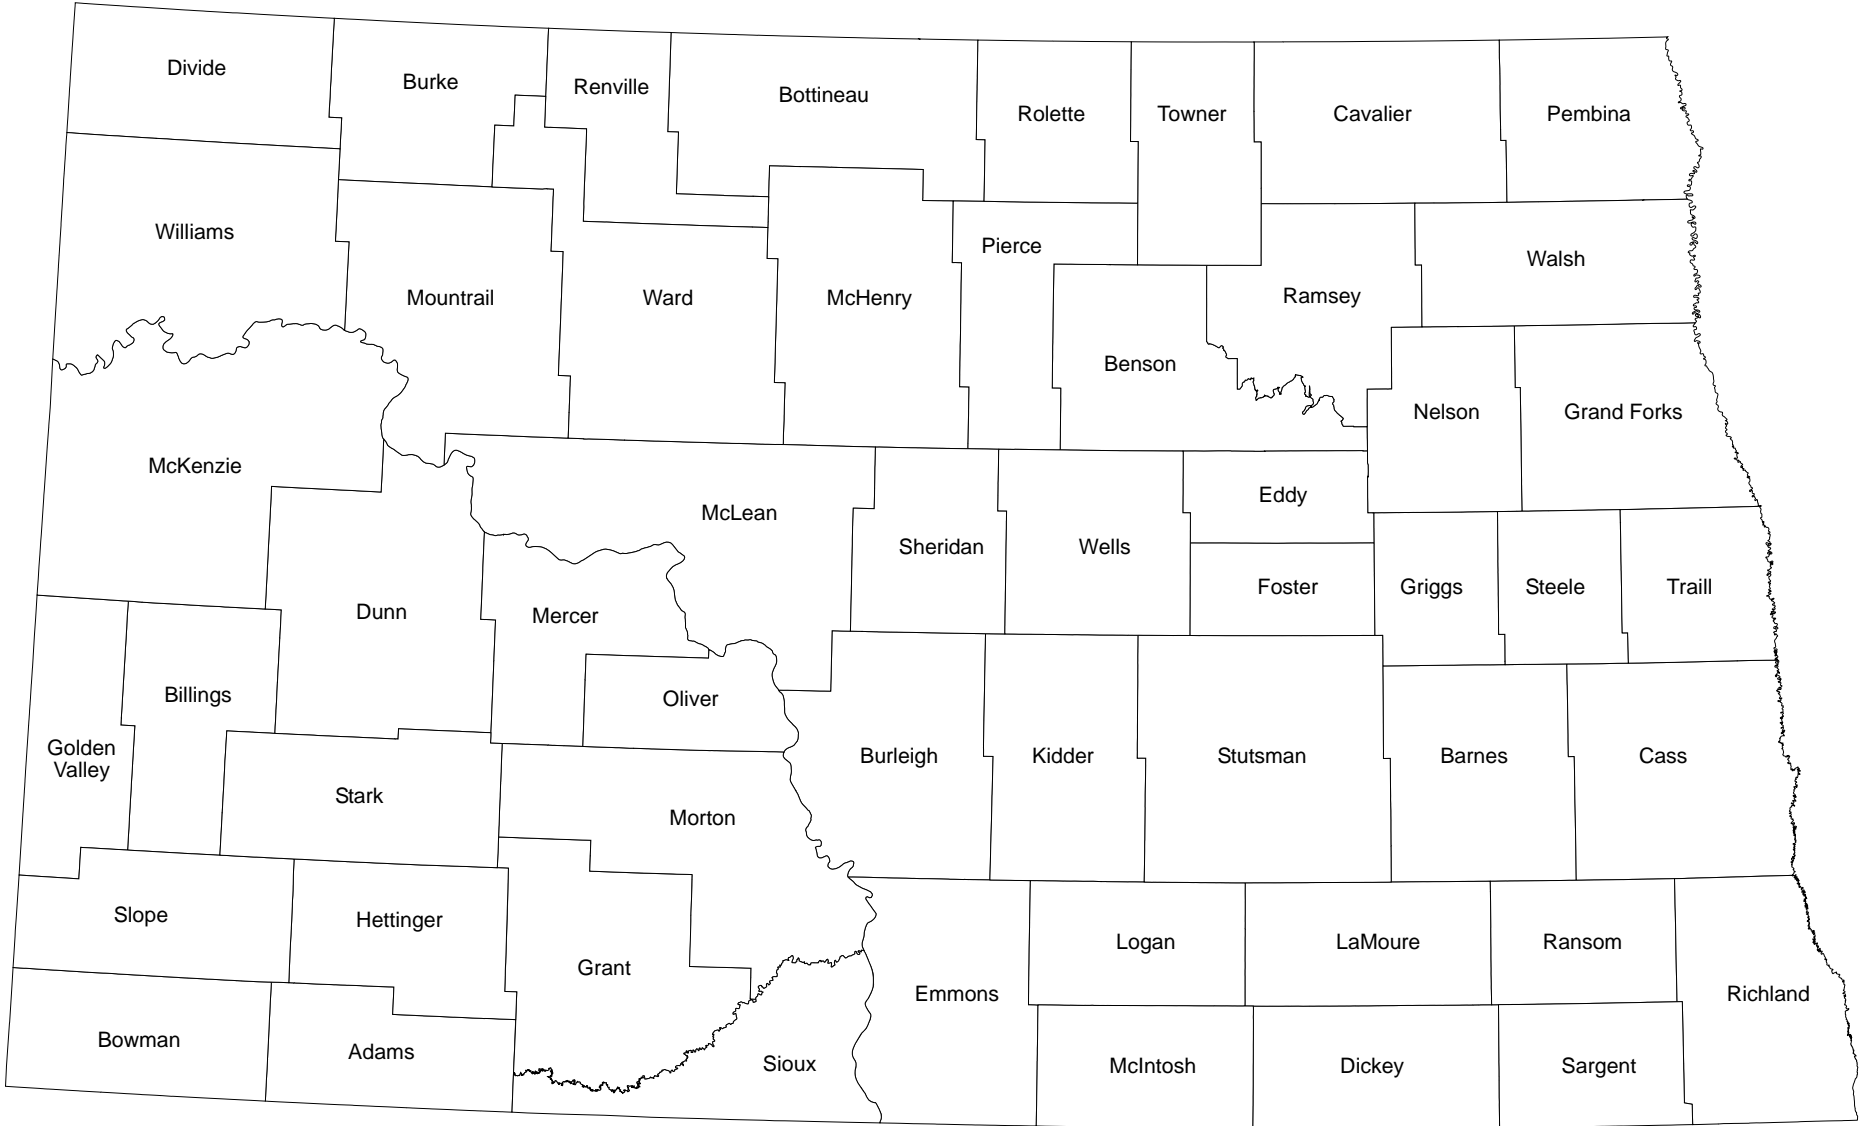 Divide
Burke
Renville
Bottineau
Rolette
Towner
Cavalier
Pembina
Williams
Mountrail
Ward
McHenry
Pierce
Benson
Ramsey
Walsh
Nelson
Grand Forks
McKenzie
McLean
Sheridan
Wells
Eddy
Foster
Griggs
Steele
Traill
Dunn
Mercer
Oliver
Billings
Golden
Valley
Stark
Morton
Burleigh
Kidder
Stutsman
Barnes
Cass
Slope
Hettinger
Grant
Emmons
Logan
LaMoure
Ransom
Richland
Bowman
Adams
Sioux
McIntosh
Dickey
Sargent